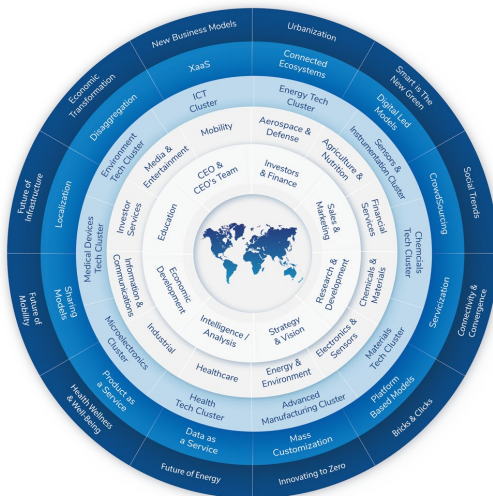 New Business Models
Urbanization
Smart is The
New Green
Social Trends
Connectivity &
Convergence
Bricks & Clicks
Innovating to Zero
Future of Energy
Health Wellness
& Well-Being
Future of
Mobility
Future of
Infrastructure
Economic
Transformation
XaaS
Connected
Ecosystems
Digital Led
Models
CrowdSourcing
Servicization
Platform
Based Models
Mass
Customization
Data as
a Service
Product as
a Service
Sharing
Models
Localization
Disaggregation
ICT
Cluster
Energy Tech
Cluster
Sensors &
Instrumentation Cluster
Chemcials
Tech Cluster
Materials
Tech Cluster
Advanced
Manufacturing Cluster
Health
Tech Cluster
Microelectronics
Cluster
Medical Devices
Tech Cluster
Environment
Tech Cluster
Mobility
Aerospace &
Defense
Agriculture &
Nutrition
Financial
Services
Chemicals &
Materials
Electronics &
Sensors
Energy &
Environment
Healthcare
Industrial
Information &
Communications
Investor
Services
Media &
Entertainment
CEO &
CEO's Team
Investors
& Finance
Sales &
Marketing
Research &
Development
Strategy
& Vision
Intelligence /
Analysis
Economic
Development
Education